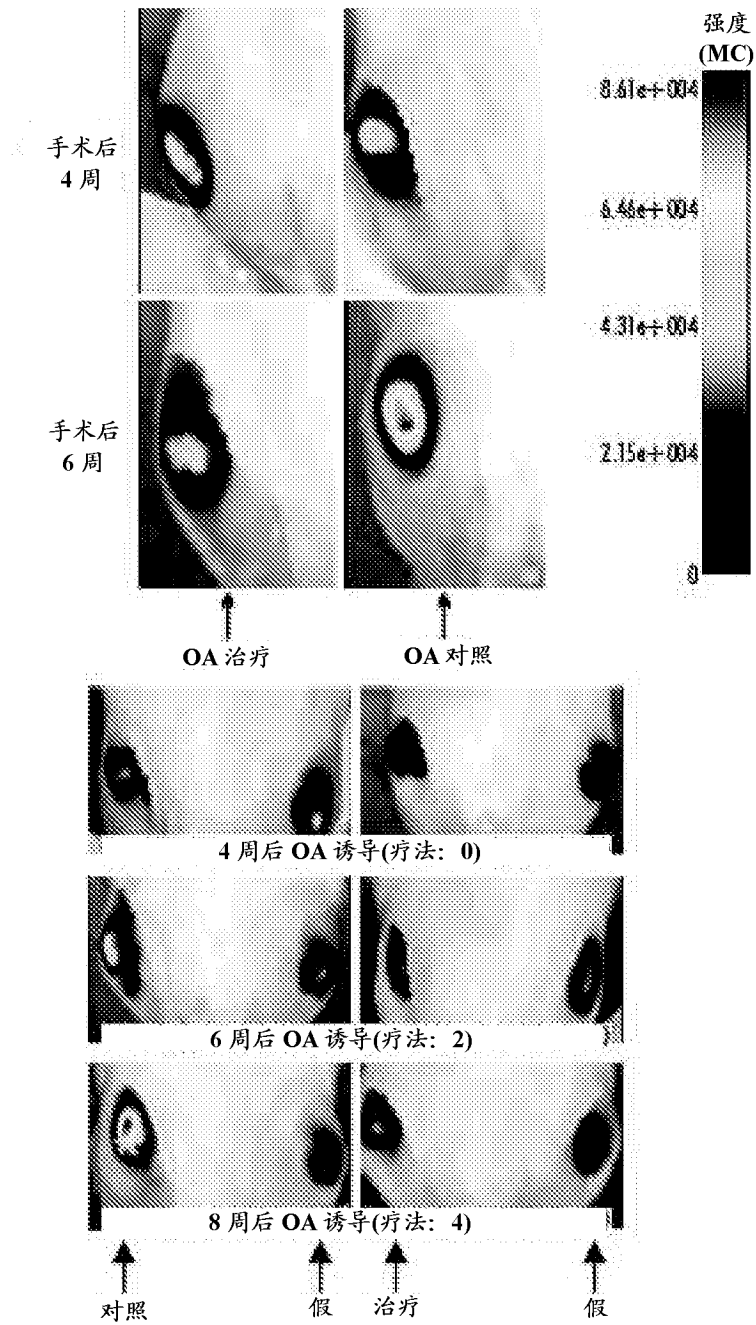 强度
(MC)
8.61e+004
6.46e+004
4.31e+004
2.15e+004
0
手术后
4 周
手术后
6 周
OA 治疗
OA 对照
4 周后 OA 诱导(疗法: 0)
6 周后 OA 诱导(疗法: 2)
8 周后 OA 诱导(疗法: 4)
对照
假
治疗
假